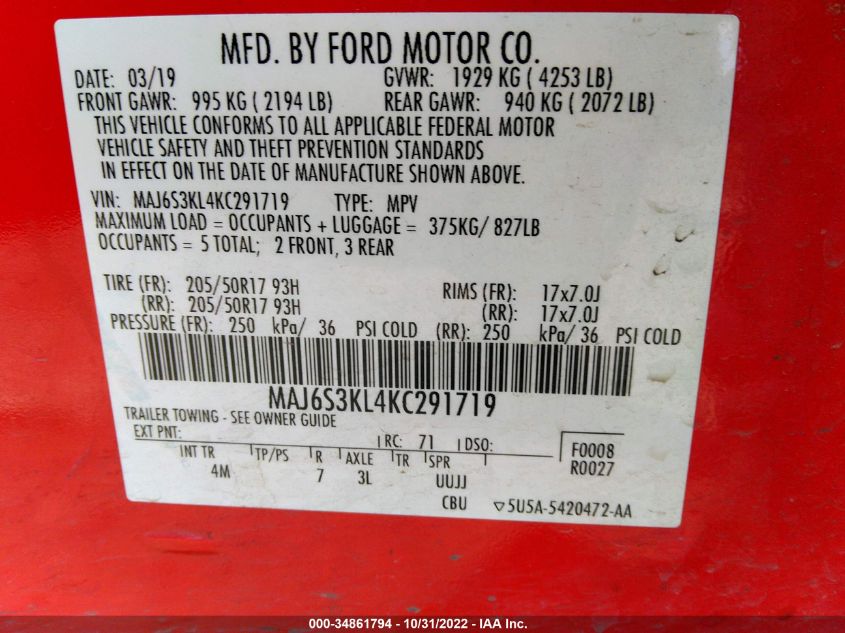 MFD. BY FORD MOTOR CO.
DATE: 03/19 GVWR: 1929 KG ( 4253 LB)
FRONT GAWR: 995 KG ( 2194 LB) REAR GAWR: 940 KG ( 2072 LB)
THIS VEHICLE CONFORMS TO ALL APPLICABLE FEDERAL MOTOR
VEHICLE SAFETY AND THEFT PREVENTION STANDARDS
IN EFFECT ON THE DATE OF MANUFACTURE SHOWN ABOVE.
VIN: MAJ6S3KL4KC291719 TYPE: MPV
MAXIMUM LOAD = OCCUPANTS + LUGGAGE = 375KG/ 827LB
OCCUPANTS = 5 TOTAL; 2 FRONT, 3 REAR
TIRE (FR): 205/50R17 93H RIMS (FR): 17x7.0J
(RR): 205/50R17 93H (RR): 17x7.0J
PRESSURE (FR): 250 kPa/ 36 PSI COLD (RR): 250 kPa/ 36 PSI COLD
MAJ6S3KL4KC291719
TRAILER TOWING - SEE OWNER GUIDE
EXT PNT: RC: 71 DSO: F0008
INT TR TP/PS R AXLE TR SPR R0027
4M 7 3L UUJJ
CBU 5U5A-5420472-AA
000-34861794 - 10/31/2022 - IAA Inc.